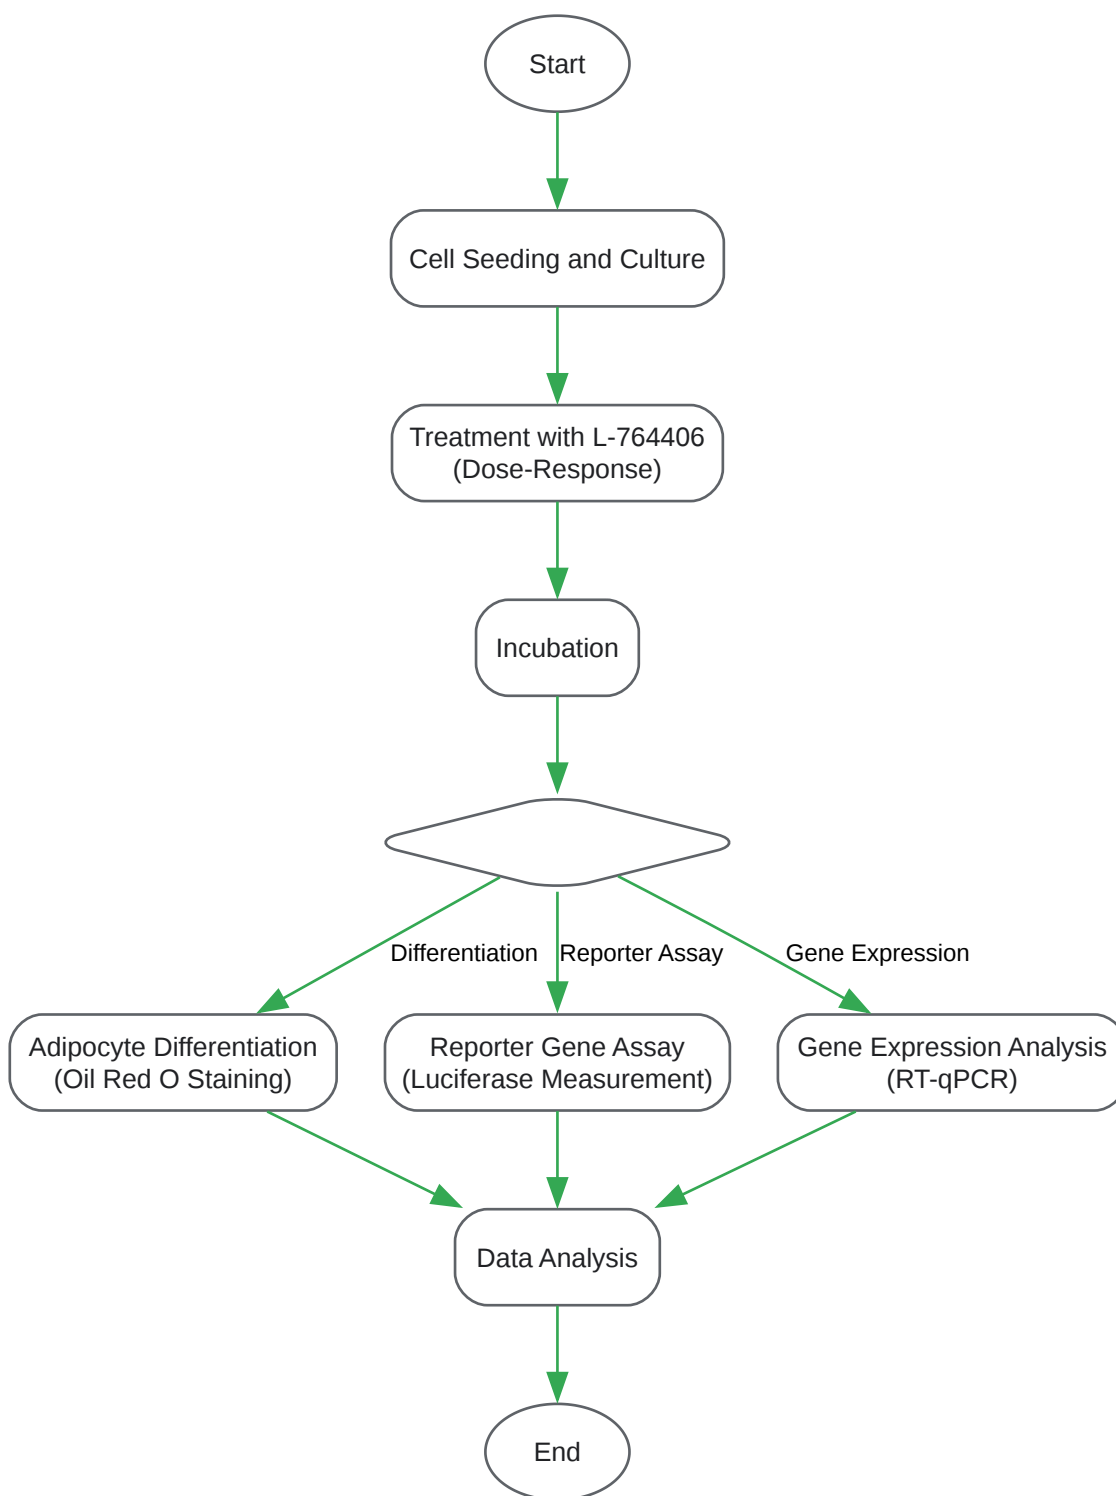 Start
Cell Seeding and Culture
Treatment with L-764406
(Dose-Response)
Incubation
Differentiation
Reporter Assay
Gene Expression
Adipocyte Differentiation
(Oil Red O Staining)
Reporter Gene Assay
(Luciferase Measurement)
Gene Expression Analysis
(RT-qPCR)
Data Analysis
End